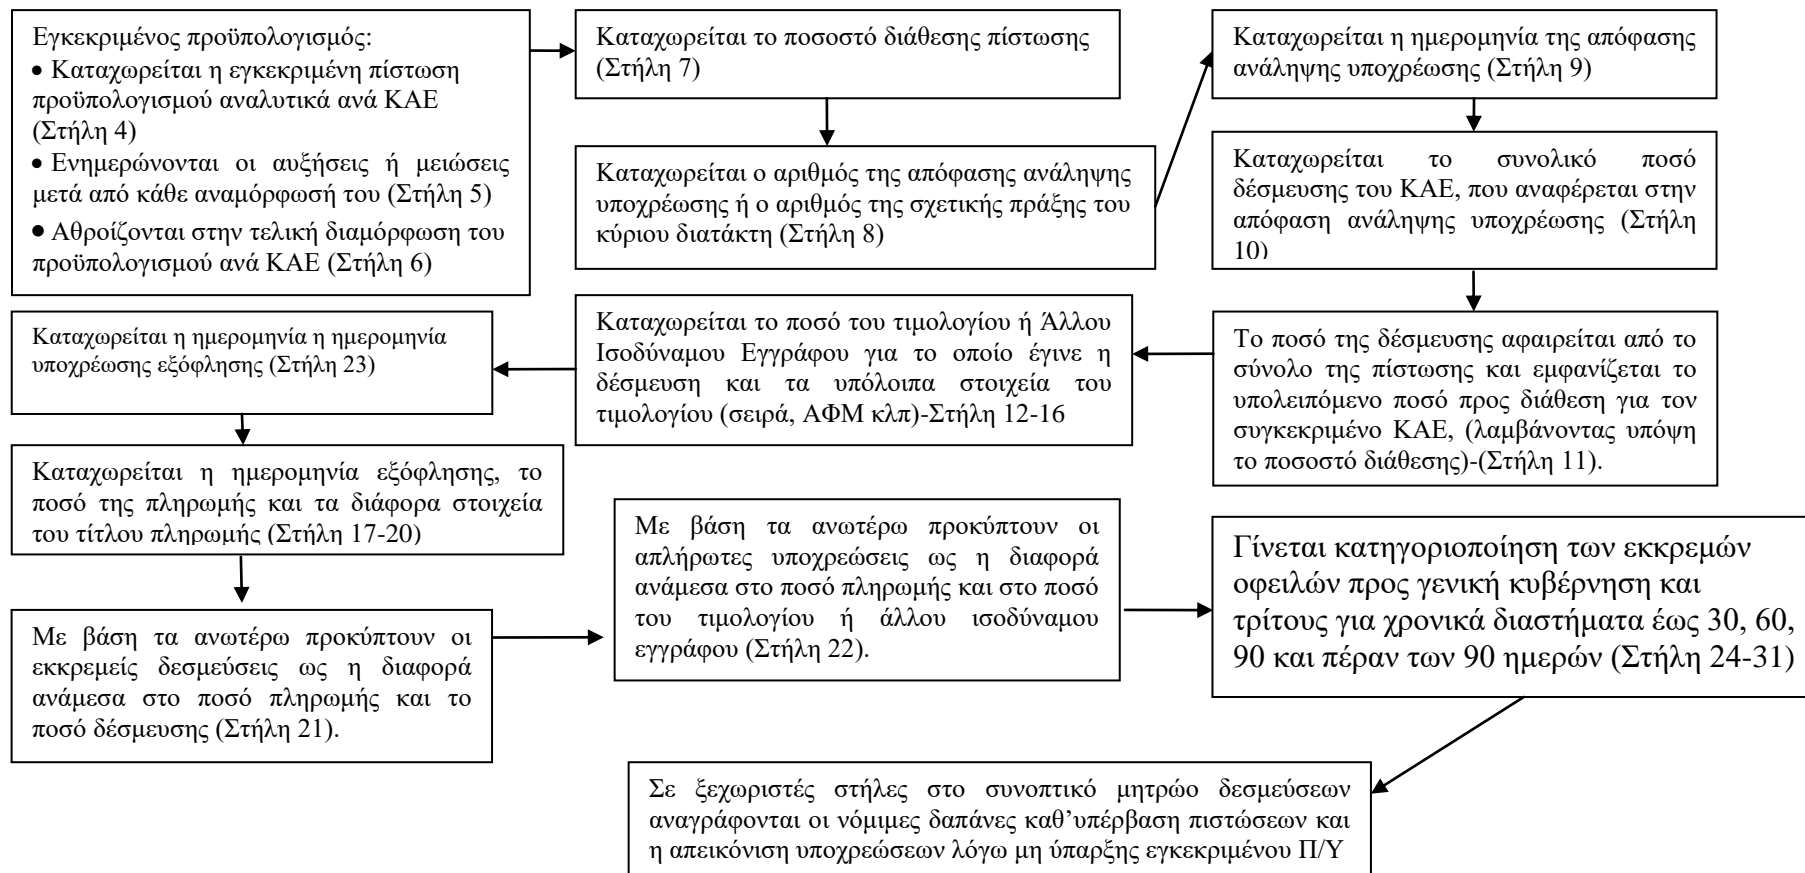 Εγκεκριμένος προϋπολογισμός:
• Καταχωρείται η εγκεκριμένη πίστωση
προϋπολογισμού αναλυτικά ανά ΚΑΕ
(Στήλη 4)
• Ενημερώνονται οι αυξήσεις ή μειώσεις
μετά από κάθε αναμόρφωσή του (Στήλη 5)
• Αθροίζονται στην τελική διαμόρφωση του
προϋπολογισμού ανά ΚΑΕ (Στήλη 6)
Καταχωρείται το ποσοστό διάθεσης πίστωσης
(Στήλη 7)
Καταχωρείται ο αριθμός της απόφασης ανάληψης
υποχρέωσης ή ο αριθμός της σχετικής πράξης του
κύριου διατάκτη (Στήλη 8)
Καταχωρείται η ημερομηνία της απόφασης
ανάληψης υποχρέωσης (Στήλη 9)
Καταχωρείται το συνολικό ποσό
δέσμευσης του ΚΑΕ, που αναφέρεται στην
απόφαση ανάληψης υποχρέωσης (Στήλη
10)
Το ποσό της δέσμευσης αφαιρείται από το
σύνολο της πίστωσης και εμφανίζεται το
υπολειπόμενο ποσό προς διάθεση για τον
συγκεκριμένο ΚΑΕ, (λαμβάνοντας υπόψη
το ποσοστό διάθεσης)-(Στήλη 11).
Καταχωρείται το ποσό του τιμολογίου ή Άλλου
Ισοδύναμου Εγγράφου για το οποίο έγινε η
δέσμευση και τα υπόλοιπα στοιχεία του
τιμολογίου (σειρά, ΑΦΜ κλπ)-Στήλη 12-16
Καταχωρείται η ημερομηνία η ημερομηνία
υποχρέωσης εξόφλησης (Στήλη 23)
Καταχωρείται η ημερομηνία εξόφλησης, το
ποσό της πληρωμής και τα διάφορα στοιχεία
του τίτλου πληρωμής (Στήλη 17-20)
Με βάση τα ανωτέρω προκύπτουν οι
εκκρεμείς δεσμεύσεις ως η διαφορά
ανάμεσα στο ποσό πληρωμής και το
ποσό δέσμευσης (Στήλη 21).
Με βάση τα ανωτέρω προκύπτουν οι
απλήρωτες υποχρεώσεις ως η διαφορά
ανάμεσα στο ποσό πληρωμής και στο ποσό
του τιμολογίου ή άλλου ισοδύναμου
εγγράφου (Στήλη 22).
Γίνεται κατηγοριοποίηση των εκκρεμών
οφειλών προς γενική κυβέρνηση και
τρίτους για χρονικά διαστήματα έως 30, 60,
90 και πέραν των 90 ημερών (Στήλη 24-31)
Σε ξεχωριστές στήλες στο συνοπτικό μητρώο δεσμεύσεων
αναγράφονται οι νόμιμες δαπάνες καθ’υπέρβαση πιστώσεων και
η απεικόνιση υποχρεώσεων λόγω μη ύπαρξης εγκεκριμένου Π/Υ